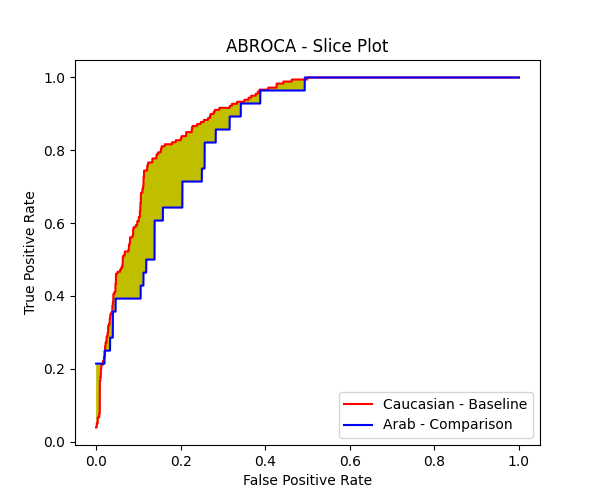 ABROCA - Slice Plot
True Positive Rate
1.0
0.8
0.6
0.4
0.2
0.0
0.0 0.2 0.4 0.6 0.8 1.0
False Positive Rate
Caucasian - Baseline
Arab - Comparison